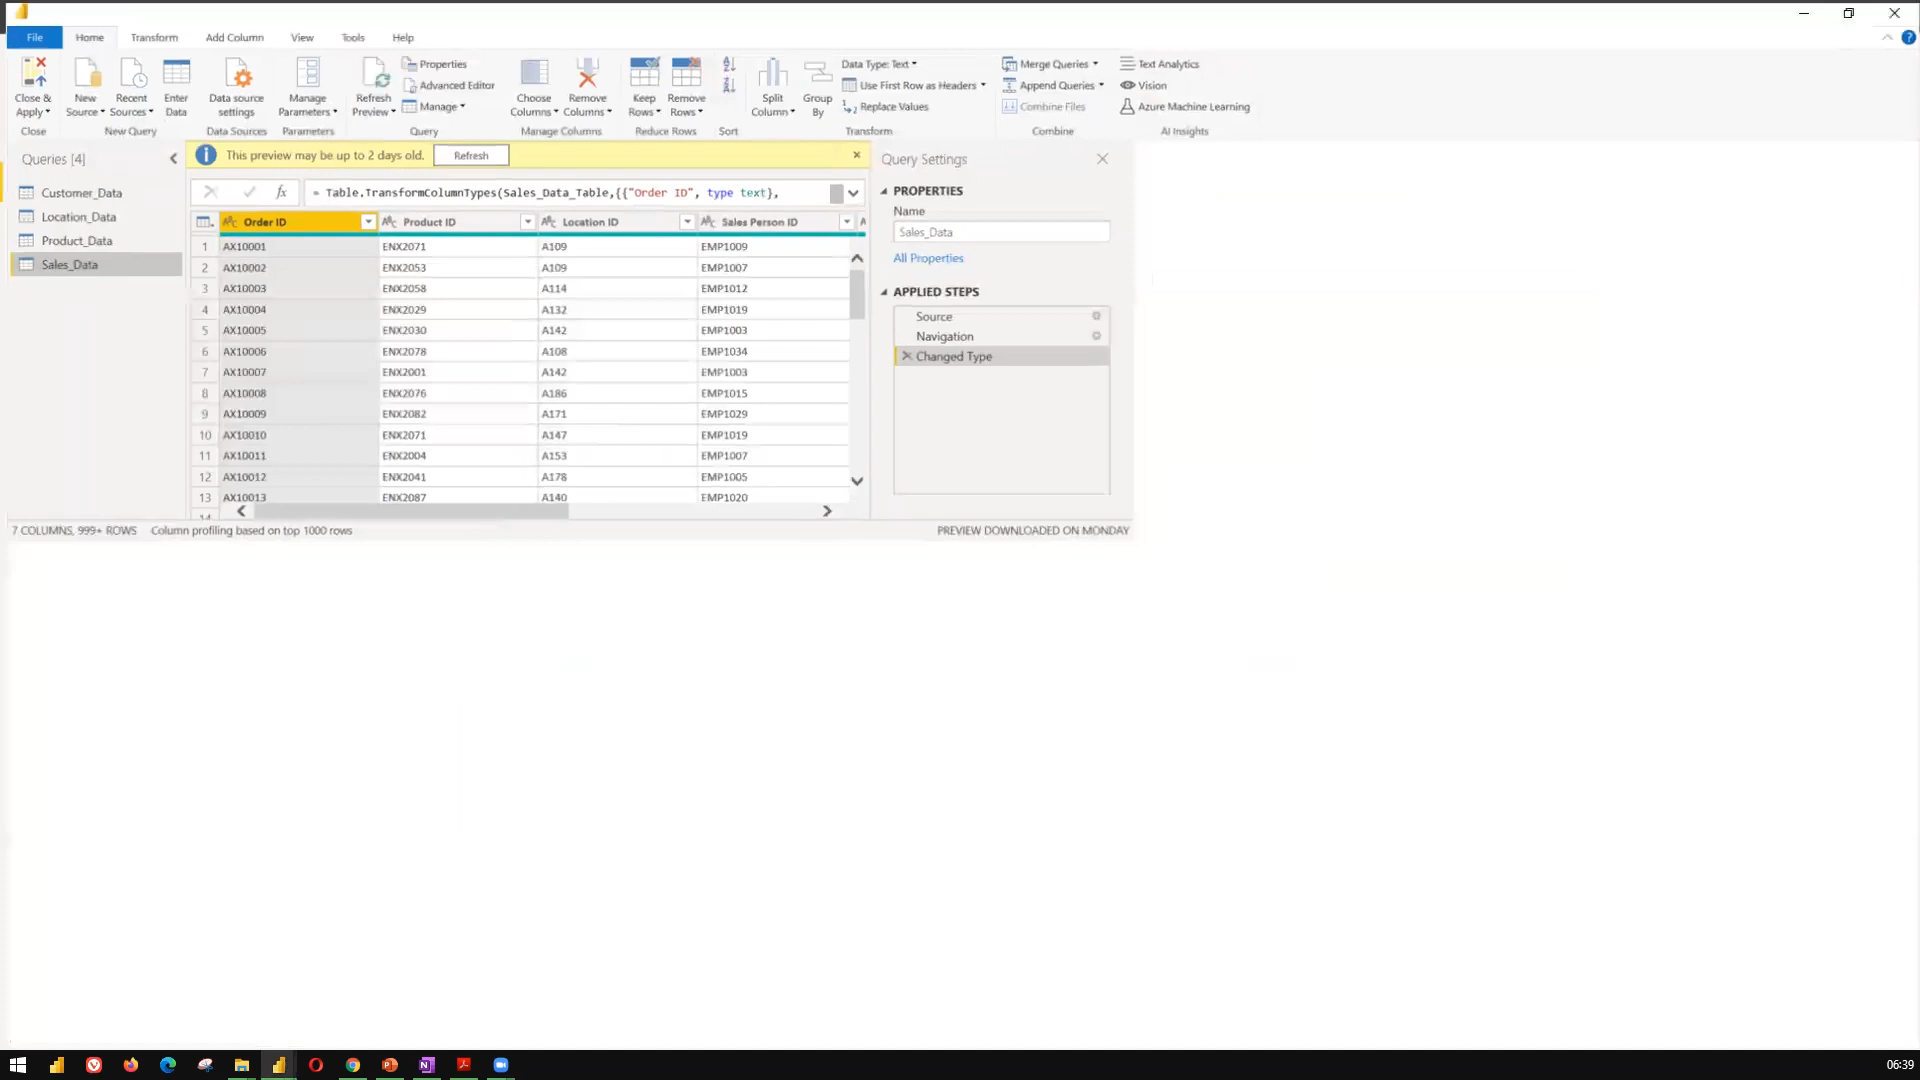 File Home Transform Add Column View Tools Help
Close & Apply
New Source
Recent Sources
Enter Data
Data source settings
Manage Parameters
Refresh Preview
Properties
Advanced Editor
Manage
Choose Columns
Remove Columns
Keep Rows
Remove Rows
Split Column
Group By
Data Type: Text
Use First Row as Headers
Replace Values
Merge Queries
Append Queries
Combine Files
Text Analytics
Vision
Azure Machine Learning
Close New Query Data Sources Parameters Query Manage Columns Reduce Rows Sort Transform Combine AI Insights
Queries [4]
Customer_Data
Location_Data
Product_Data
Sales_Data
This preview may be up to 2 days old. Refresh
fx = Table.TransformColumnTypes(Sales_Data_Table,{{"Order ID", type text},
Order ID Product ID Location ID Sales Person ID
1 AX10001 ENX2071 A109 EMP1009
2 AX10002 ENX2053 A109 EMP1007
3 AX10003 ENX2058 A114 EMP1012
4 AX10004 ENX2029 A132 EMP1019
5 AX10005 ENX2030 A142 EMP1003
6 AX10006 ENX2078 A108 EMP1034
7 AX10007 ENX2001 A142 EMP1003
8 AX10008 ENX2076 A186 EMP1015
9 AX10009 ENX2082 A171 EMP1029
10 AX10010 ENX2071 A147 EMP1019
11 AX10011 ENX2004 A153 EMP1007
12 AX10012 ENX2041 A178 EMP1005
13 AX10013 ENX2087 A140 EMP1020
Query Settings
PROPERTIES
Name
Sales_Data
All Properties
APPLIED STEPS
Source
Navigation
Changed Type
7 COLUMNS, 999+ ROWS Column profiling based on top 1000 rows PREVIEW DOWNLOADED ON MONDAY
06:39